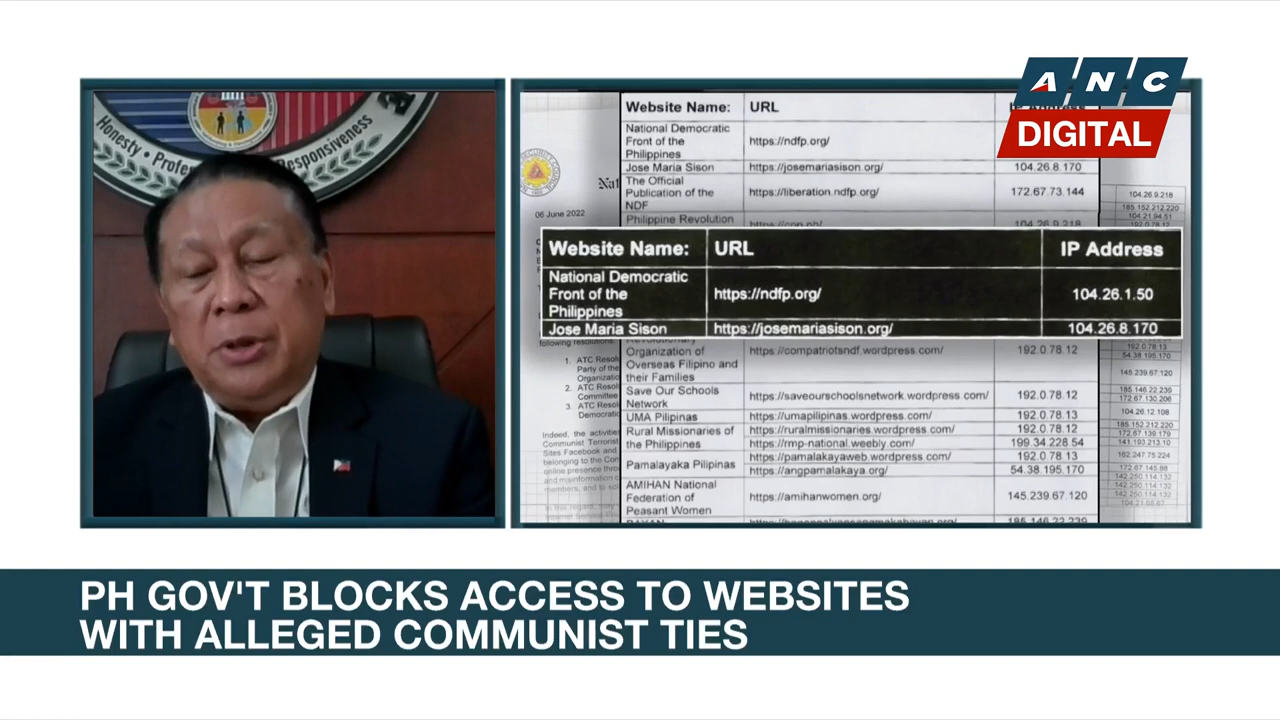 ANC
DIGITAL
Honesty
Responsiveness
06 June 2022
Website Name: URL
National Democratic
Front of the
Philippines
https://ndfp.org/
Jose Maria Sison https://josemariasison.org/ 104.26.8.170
The Official
Publication of the
NDF
https://liberation.ndfp.org/ 172.67.73.144
Philippine Revolution
Website Name: URL IP Address
National Democratic
Front of the
Philippines
https://ndfp.org/ 104.26.1.50
Jose Maria Sison https://josemariasison.org/ 104.26.8.170
Organization of
Overseas Filipino and
their Families
https://compatriotsndf.wordpress.com/ 192.0.78.12
Save Our Schools
Network
https://saveourschoolsnetwork.wordpress.com/ 192.0.78.12
UMA Pilipinas https://umapilipinas.wordpress.com/ 192.0.78.13
Rural Missionaries of
the Philippines
https://ruralmissionaries.wordpress.com/ 192.0.78.12
https://rmp-national.weebly.com/ 199.34.228.54
Pamalakaya Pilipinas
https://pamalakayaweb.wordpress.com/ 192.0.78.13
https://angpamalakaya.org/ 54.38.195.170
AMIHAN National
Federation of
Peasant Women
https://amihanwomen.org/ 145.239.67.120
PH GOV'T BLOCKS ACCESS TO WEBSITES
WITH ALLEGED COMMUNIST TIES